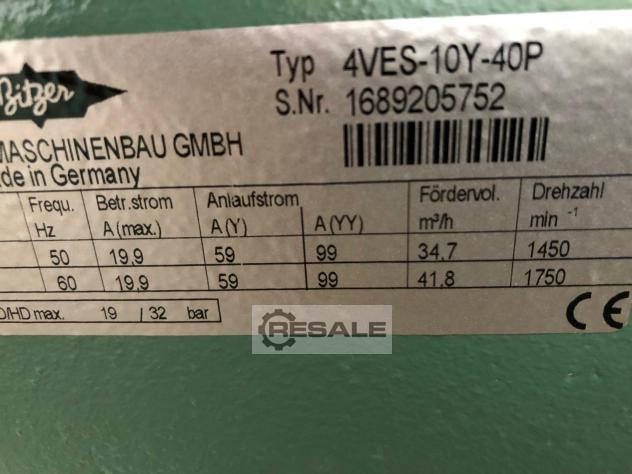 Bitzer
Typ 4VES-10Y-40P
S.Nr. 1689205752
MASCHINENBAU GMBH
de in Germany
Frequ. Betr.strom Anlaufstrom Fördervol. Drehzahl
Hz A(max.) A(Y) A(YY) m³/h min -1
50 19,9 59 99 34,7 1450
60 19,9 59 99 41,8 1750
D/HD max. 19 / 32 bar
CE
RESALE